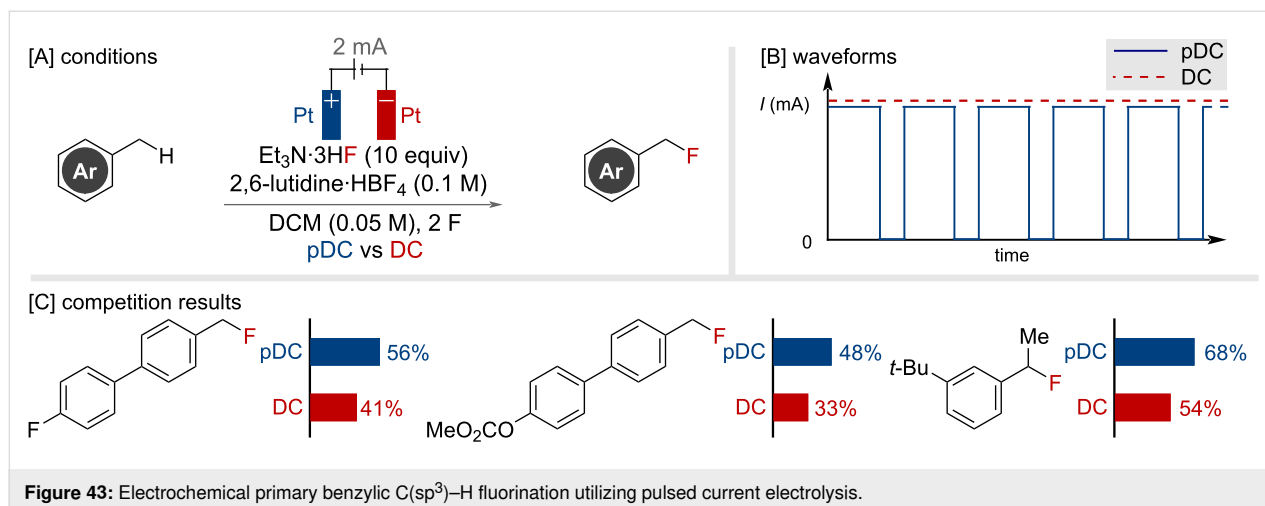 [A] conditions
2 mA
+
−
Pt
Pt
Ar
H
Et₃N·3HF (10 equiv)
2,6-lutidine·HBF₄ (0.1 M)
DCM (0.05 M), 2 F
pDC vs DC
Ar
F
[B] waveforms
pDC
DC
I (mA)
0
time
[C] competition results
F
F
pDC 56%
DC 41%
F
MeO₂CO
pDC 48%
DC 33%
Me
t-Bu
F
pDC 68%
DC 54%
Figure 43: Electrochemical primary benzylic C(sp³)–H fluorination utilizing pulsed current electrolysis.